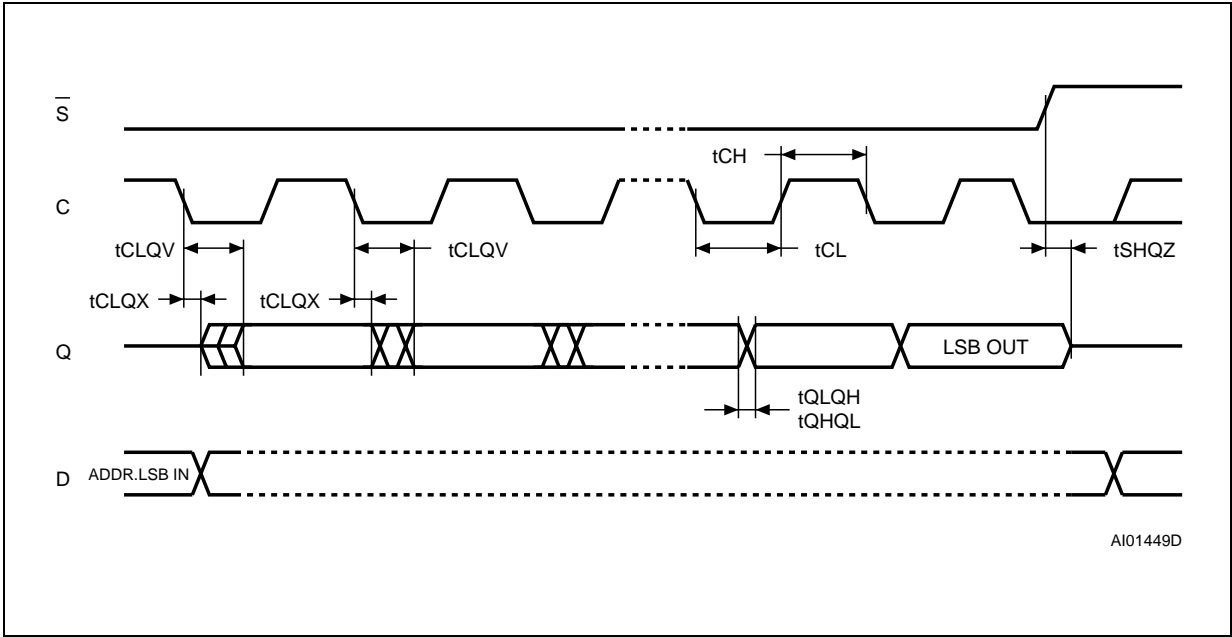 S
tCH
C
tCLQV
tCLQV
tCL
tSHQZ
tCLQX
tCLQX
Q
LSB OUT
tQLQH
tQHQL
D
ADDR.LSB IN
AI01449D